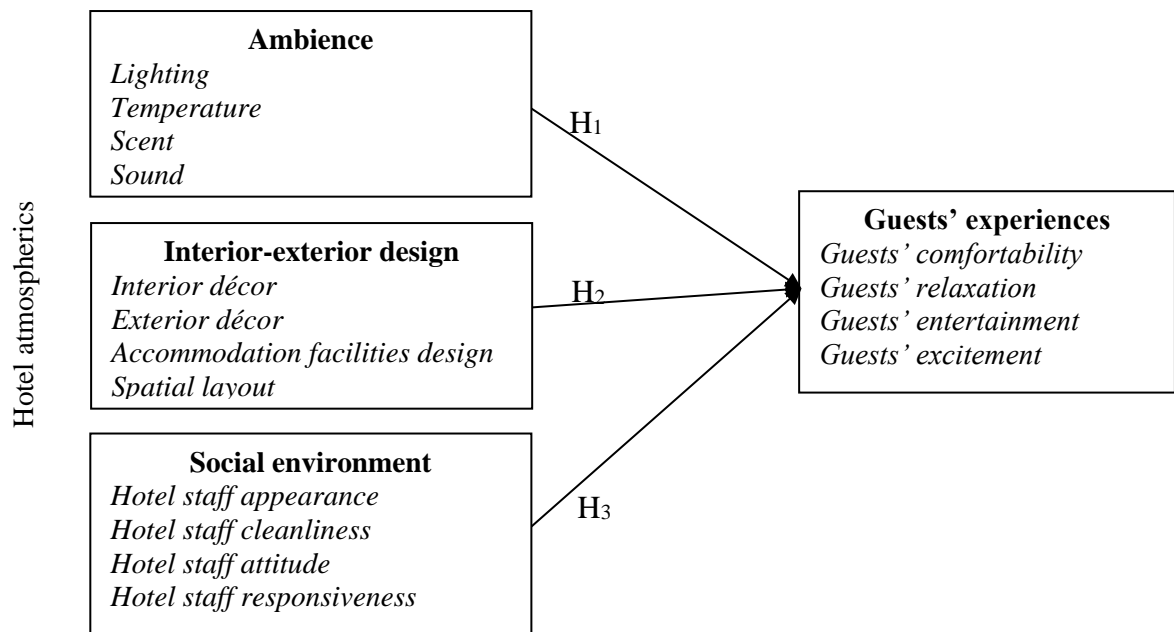 Hotel atmospherics
Ambience
Lighting
Temperature
Scent
Sound
H1
Interior-exterior design
Interior décor
Exterior décor
Accommodation facilities design
Spatial layout
H2
Social environment
Hotel staff appearance
Hotel staff cleanliness
Hotel staff attitude
Hotel staff responsiveness
H3
Guests’ experiences
Guests’ comfortability
Guests’ relaxation
Guests’ entertainment
Guests’ excitement